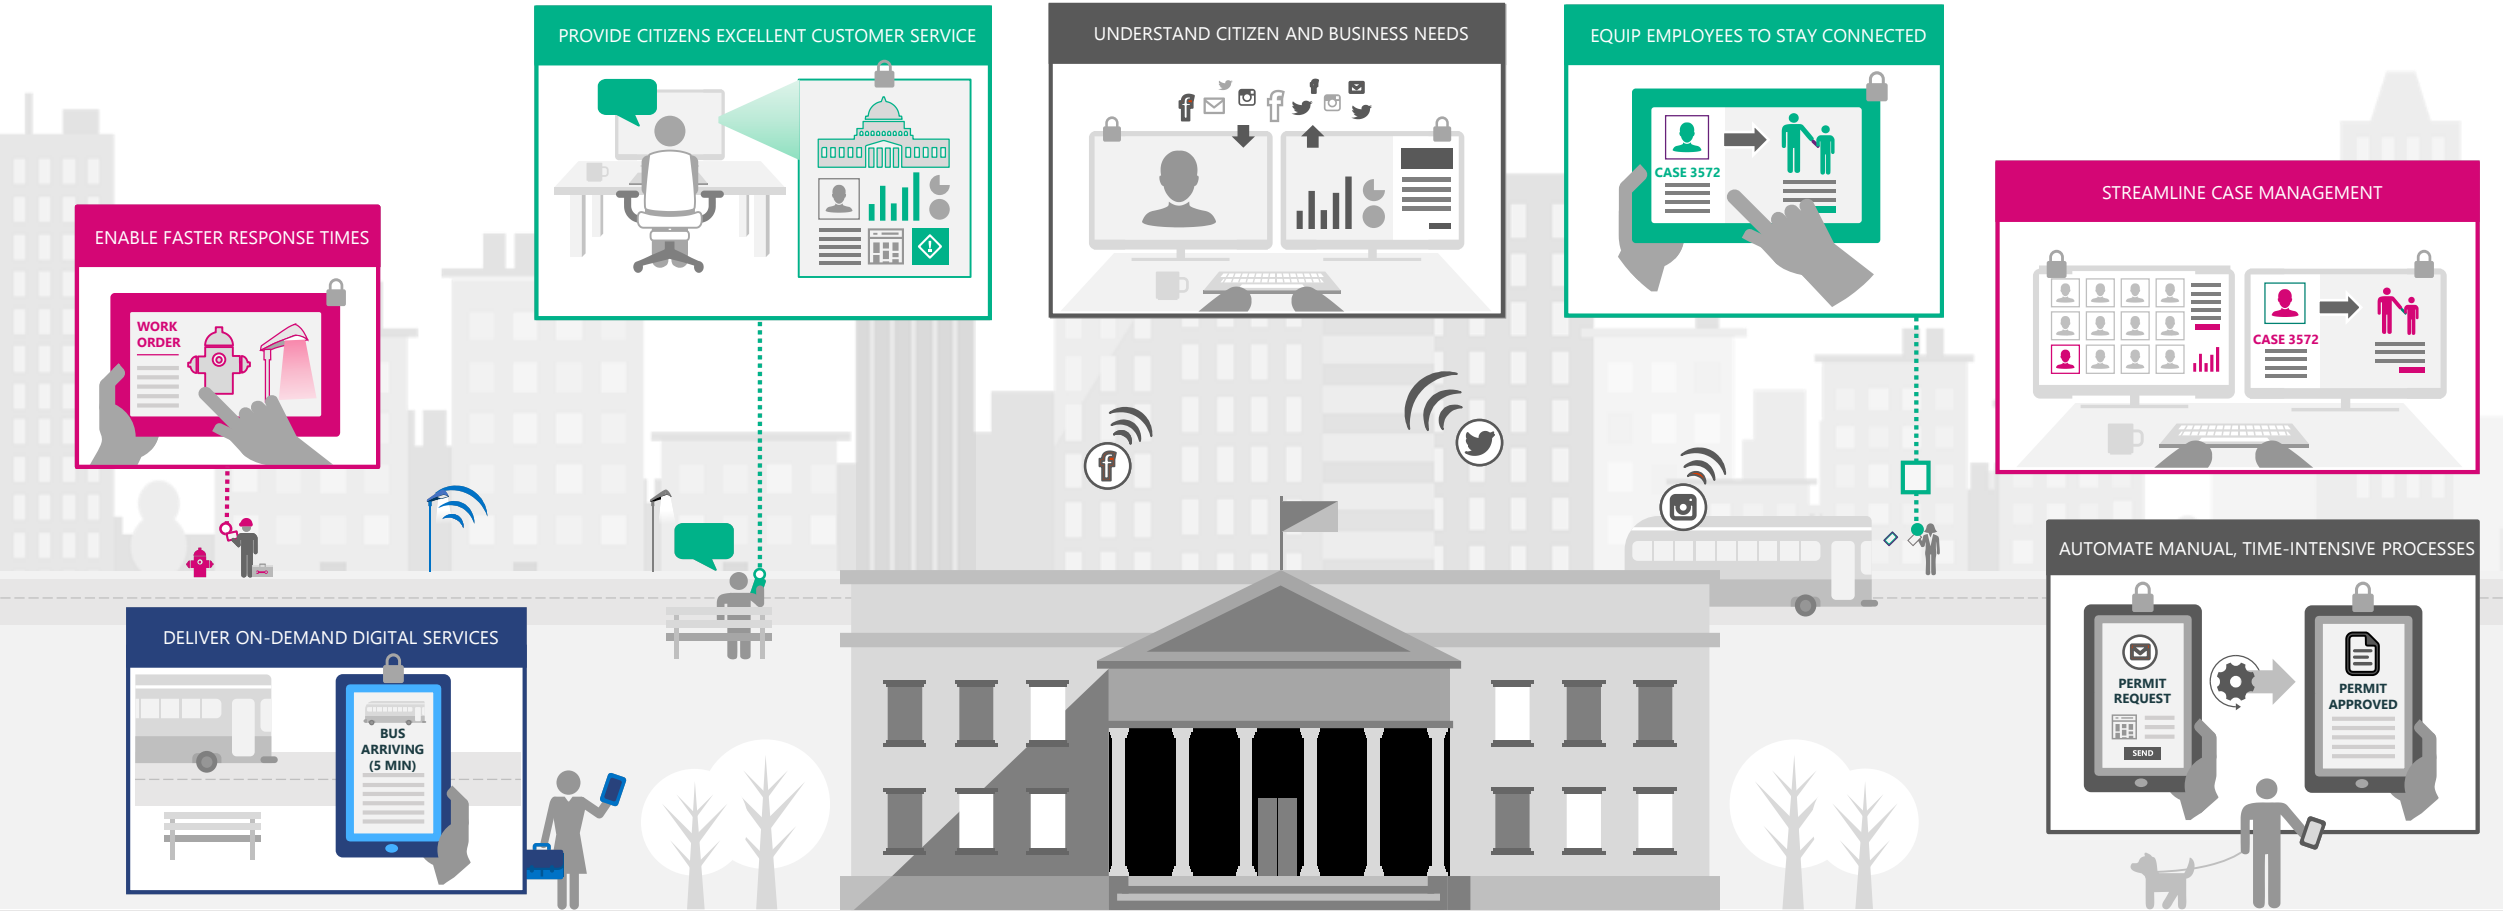 PROVIDE CITIZENS EXCELLENT CUSTOMER SERVICE
UNDERSTAND CITIZEN AND BUSINESS NEEDS
EQUIP EMPLOYEES TO STAY CONNECTED
CASE 3572
STREAMLINE CASE MANAGEMENT
CASE 3572
ENABLE FASTER RESPONSE TIMES
WORK
ORDER
AUTOMATE MANUAL, TIME-INTENSIVE PROCESSES
PERMIT
REQUEST
SEND
PERMIT
APPROVED
DELIVER ON-DEMAND DIGITAL SERVICES
BUS
ARRIVING
(5 MIN)